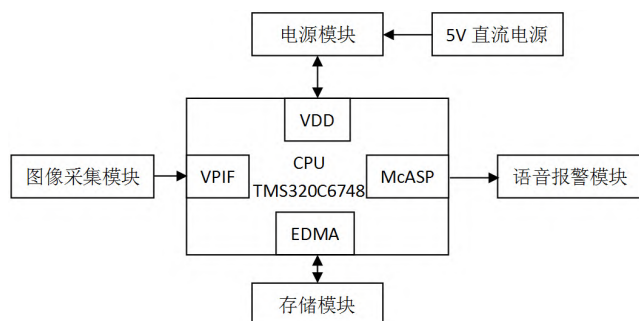 电源模块
5V 直流电源
VDD
图像采集模块
VPIF
CPU
TMS320C6748
McASP
语音报警模块
EDMA
存储模块